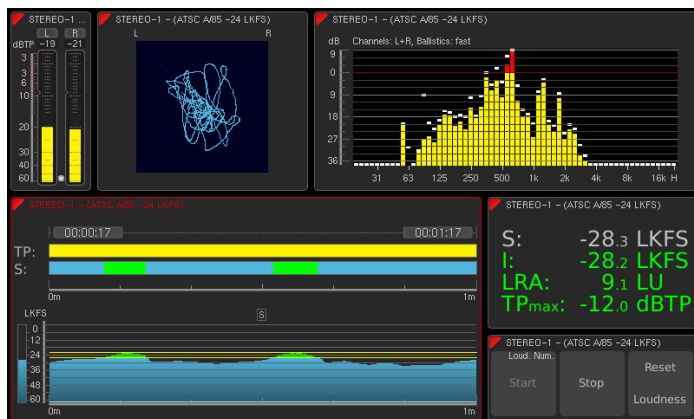 STEREO-1 ...
L R
dBTP -19 -21
3
3
6
10
20
30
40
60
STEREO-1 - (ATSC A/85 -24 LKFS)
L R
STEREO-1 - (ATSC A/85 -24 LKFS)
dB Channels: L+R, Ballistics: fast
9
0
9
18
27
36
31 63 125 250 500 1k 2k 4k 8k 16k H
STEREO-1 - (ATSC A/85 -24 LKFS)
00:00:17 00:01:17
TP:
S:
0m 1m
LKFS S
0
-12
-24
-36
-48
-60
0m 1m
STEREO-1 - (ATSC A/85 -24 LKFS)
S: -28.3 LKFS
I: -28.2 LKFS
LRA: 9.1 LU
TPmax: -12.0 dBTP
STEREO-1 - (ATSC A/85 -24 LKFS)
Loud. Num.
Start Stop Reset
Loudness